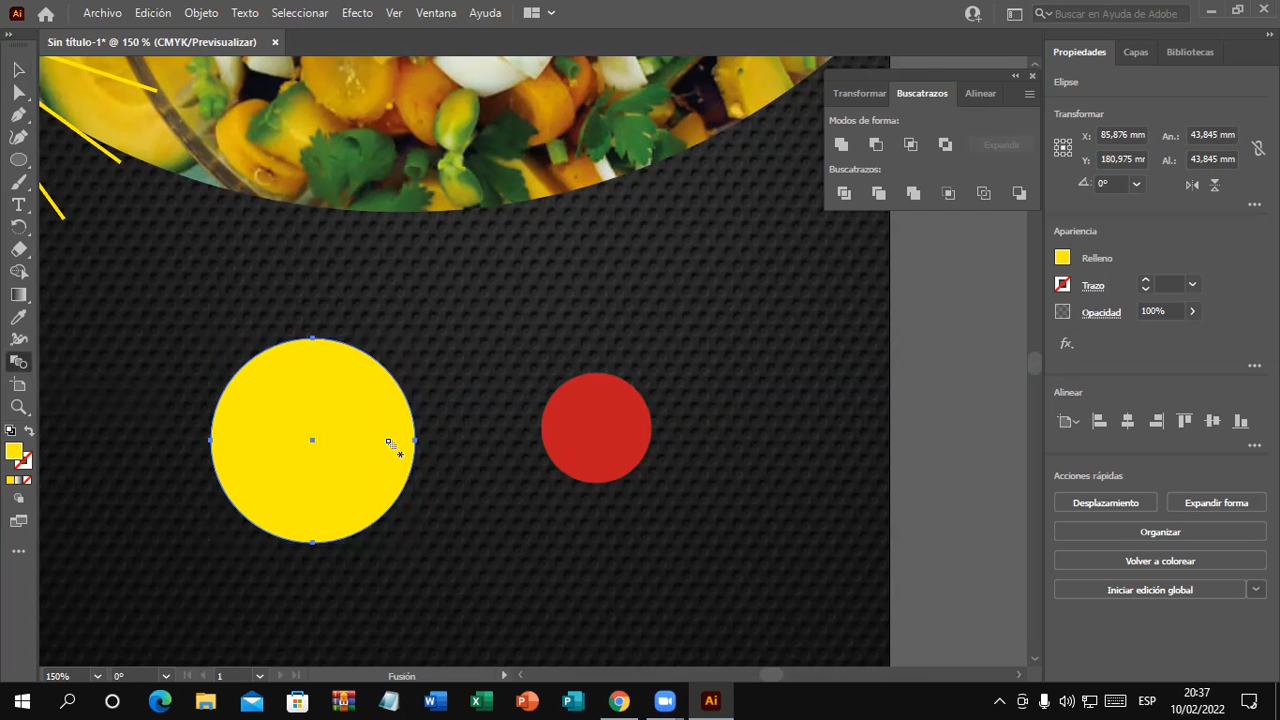 Archivo Edición Objeto Texto Seleccionar Efecto Ver Ventana Ayuda
Buscar en Ayuda de Adobe
Sin título-1* @ 150 % (CMYK/Previsualizar)
Propiedades Capas Bibliotecas
Elipse
Transformar Buscatrazos Alinear
Modos de forma:
Expandir
Buscatrazos:
Transformar
X: 85,876 mm An.: 43,845 mm
Y: 180,975 mm Al.: 43,845 mm
0°
Apariencia
Relleno
Trazo
Opacidad 100%
fx.
Alinear
Acciones rápidas
Desplazamiento Expandir forma
Organizar
Volver a colorear
Iniciar edición global
150% 0° 1 Fusión
ESP
20:37
10/02/2022